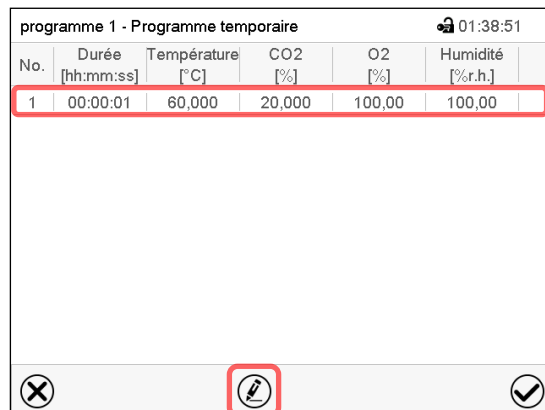 programme 1 - Programme temporaire 01:38:51
No. Durée [hh:mm:ss] Température [°C] CO2 [%] O2 [%] Humidité [%r.h.]
1 00:00:01 60,000 20,000 100,00 100,00